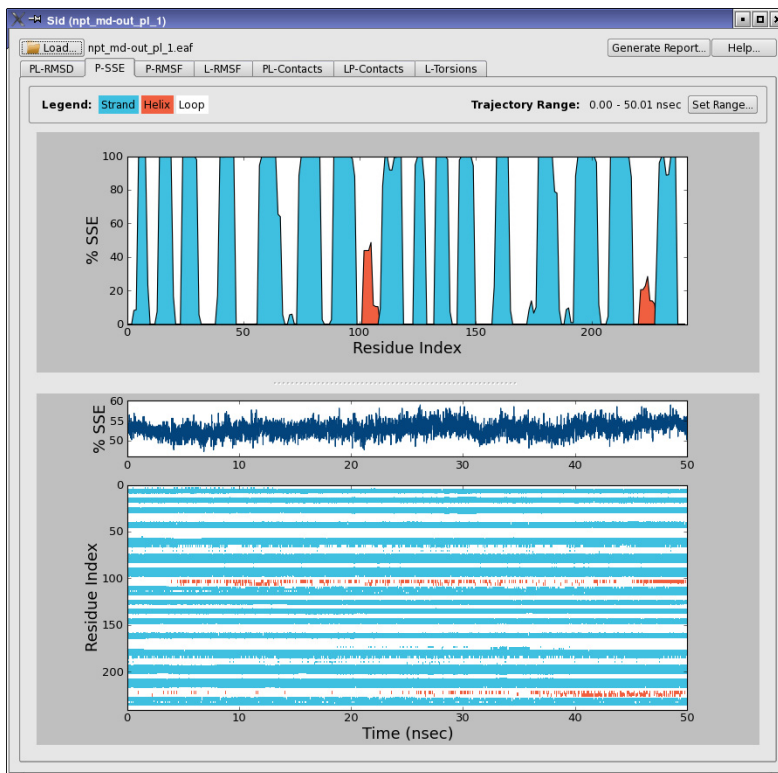 Sid (npt_md-out_pl_1)
Load... npt_md-out_pl_1.eaf Generate Report... Help...
PL-RMSD P-SSE P-RMSF L-RMSF PL-Contacts LP-Contacts L-Torsions
Legend: Strand Helix Loop Trajectory Range: 0.00 - 50.01 nsec Set Range...
100
80
60
40
20
0
% SSE
0 50 100 150 200
Residue Index
60
55
50
% SSE
0 10 20 30 40 50
0
50
100
150
200
Residue Index
0 10 20 30 40 50
Time (nsec)